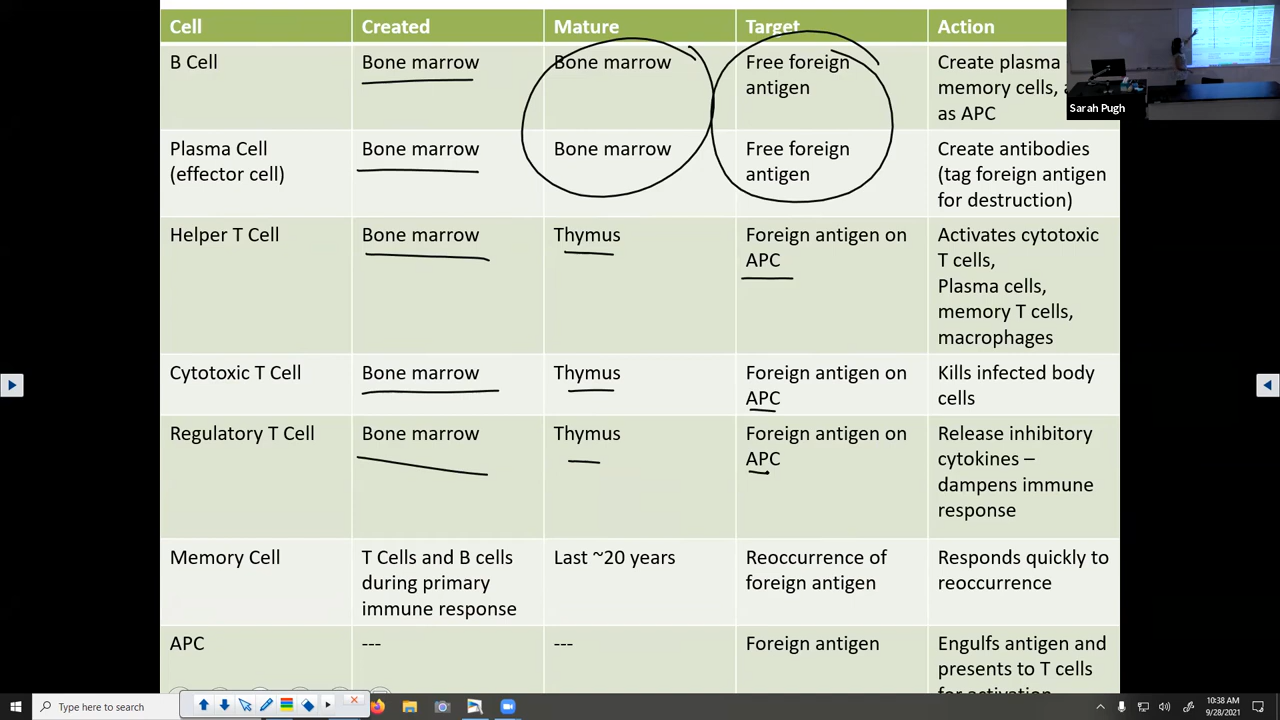 Cell Created Mature Target Action
B Cell Bone marrow Bone marrow Free foreign antigen Create plasma memory cells, as APC
Plasma Cell (effector cell) Bone marrow Bone marrow Free foreign antigen Create antibodies (tag foreign antigen for destruction)
Helper T Cell Bone marrow Thymus Foreign antigen on APC Activates cytotoxic T cells, Plasma cells, memory T cells, macrophages
Cytotoxic T Cell Bone marrow Thymus Foreign antigen on APC Kills infected body cells
Regulatory T Cell Bone marrow Thymus Foreign antigen on APC Release inhibitory cytokines – dampens immune response
Memory Cell T Cells and B cells during primary immune response Last ~20 years Reoccurrence of foreign antigen Responds quickly to reoccurrence
APC --- --- Foreign antigen Engulfs antigen and presents to T cells for activation
Sarah Pugh
Type here to search
10:38 AM
9/28/2021